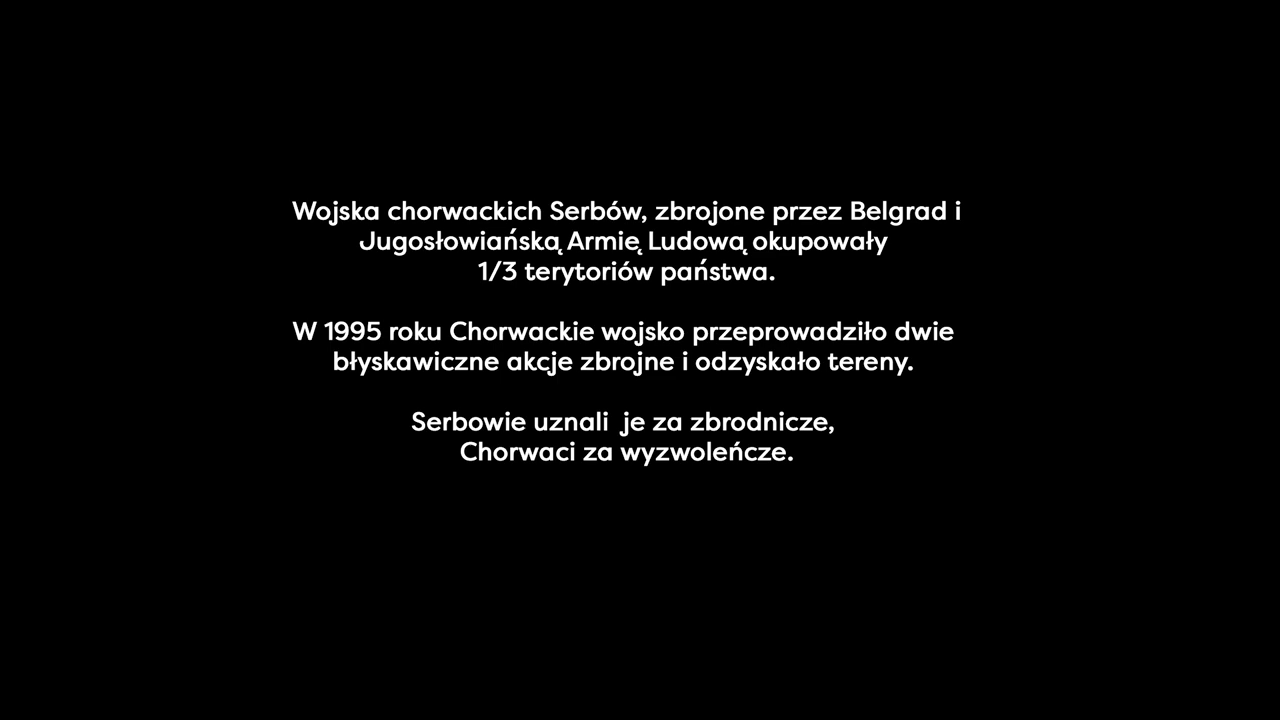 Wojska chorwackich Serbów, zbrojone przez Belgrad i
Jugosłowiańską Armię Ludową okupowały
1/3 terytoriów państwa.
W 1995 roku Chorwackie wojsko przeprowadziło dwie
błyskawiczne akcje zbrojne i odzyskało tereny.
Serbowie uznali  je za zbrodnicze,
Chorwaci za wyzwoleńcze.